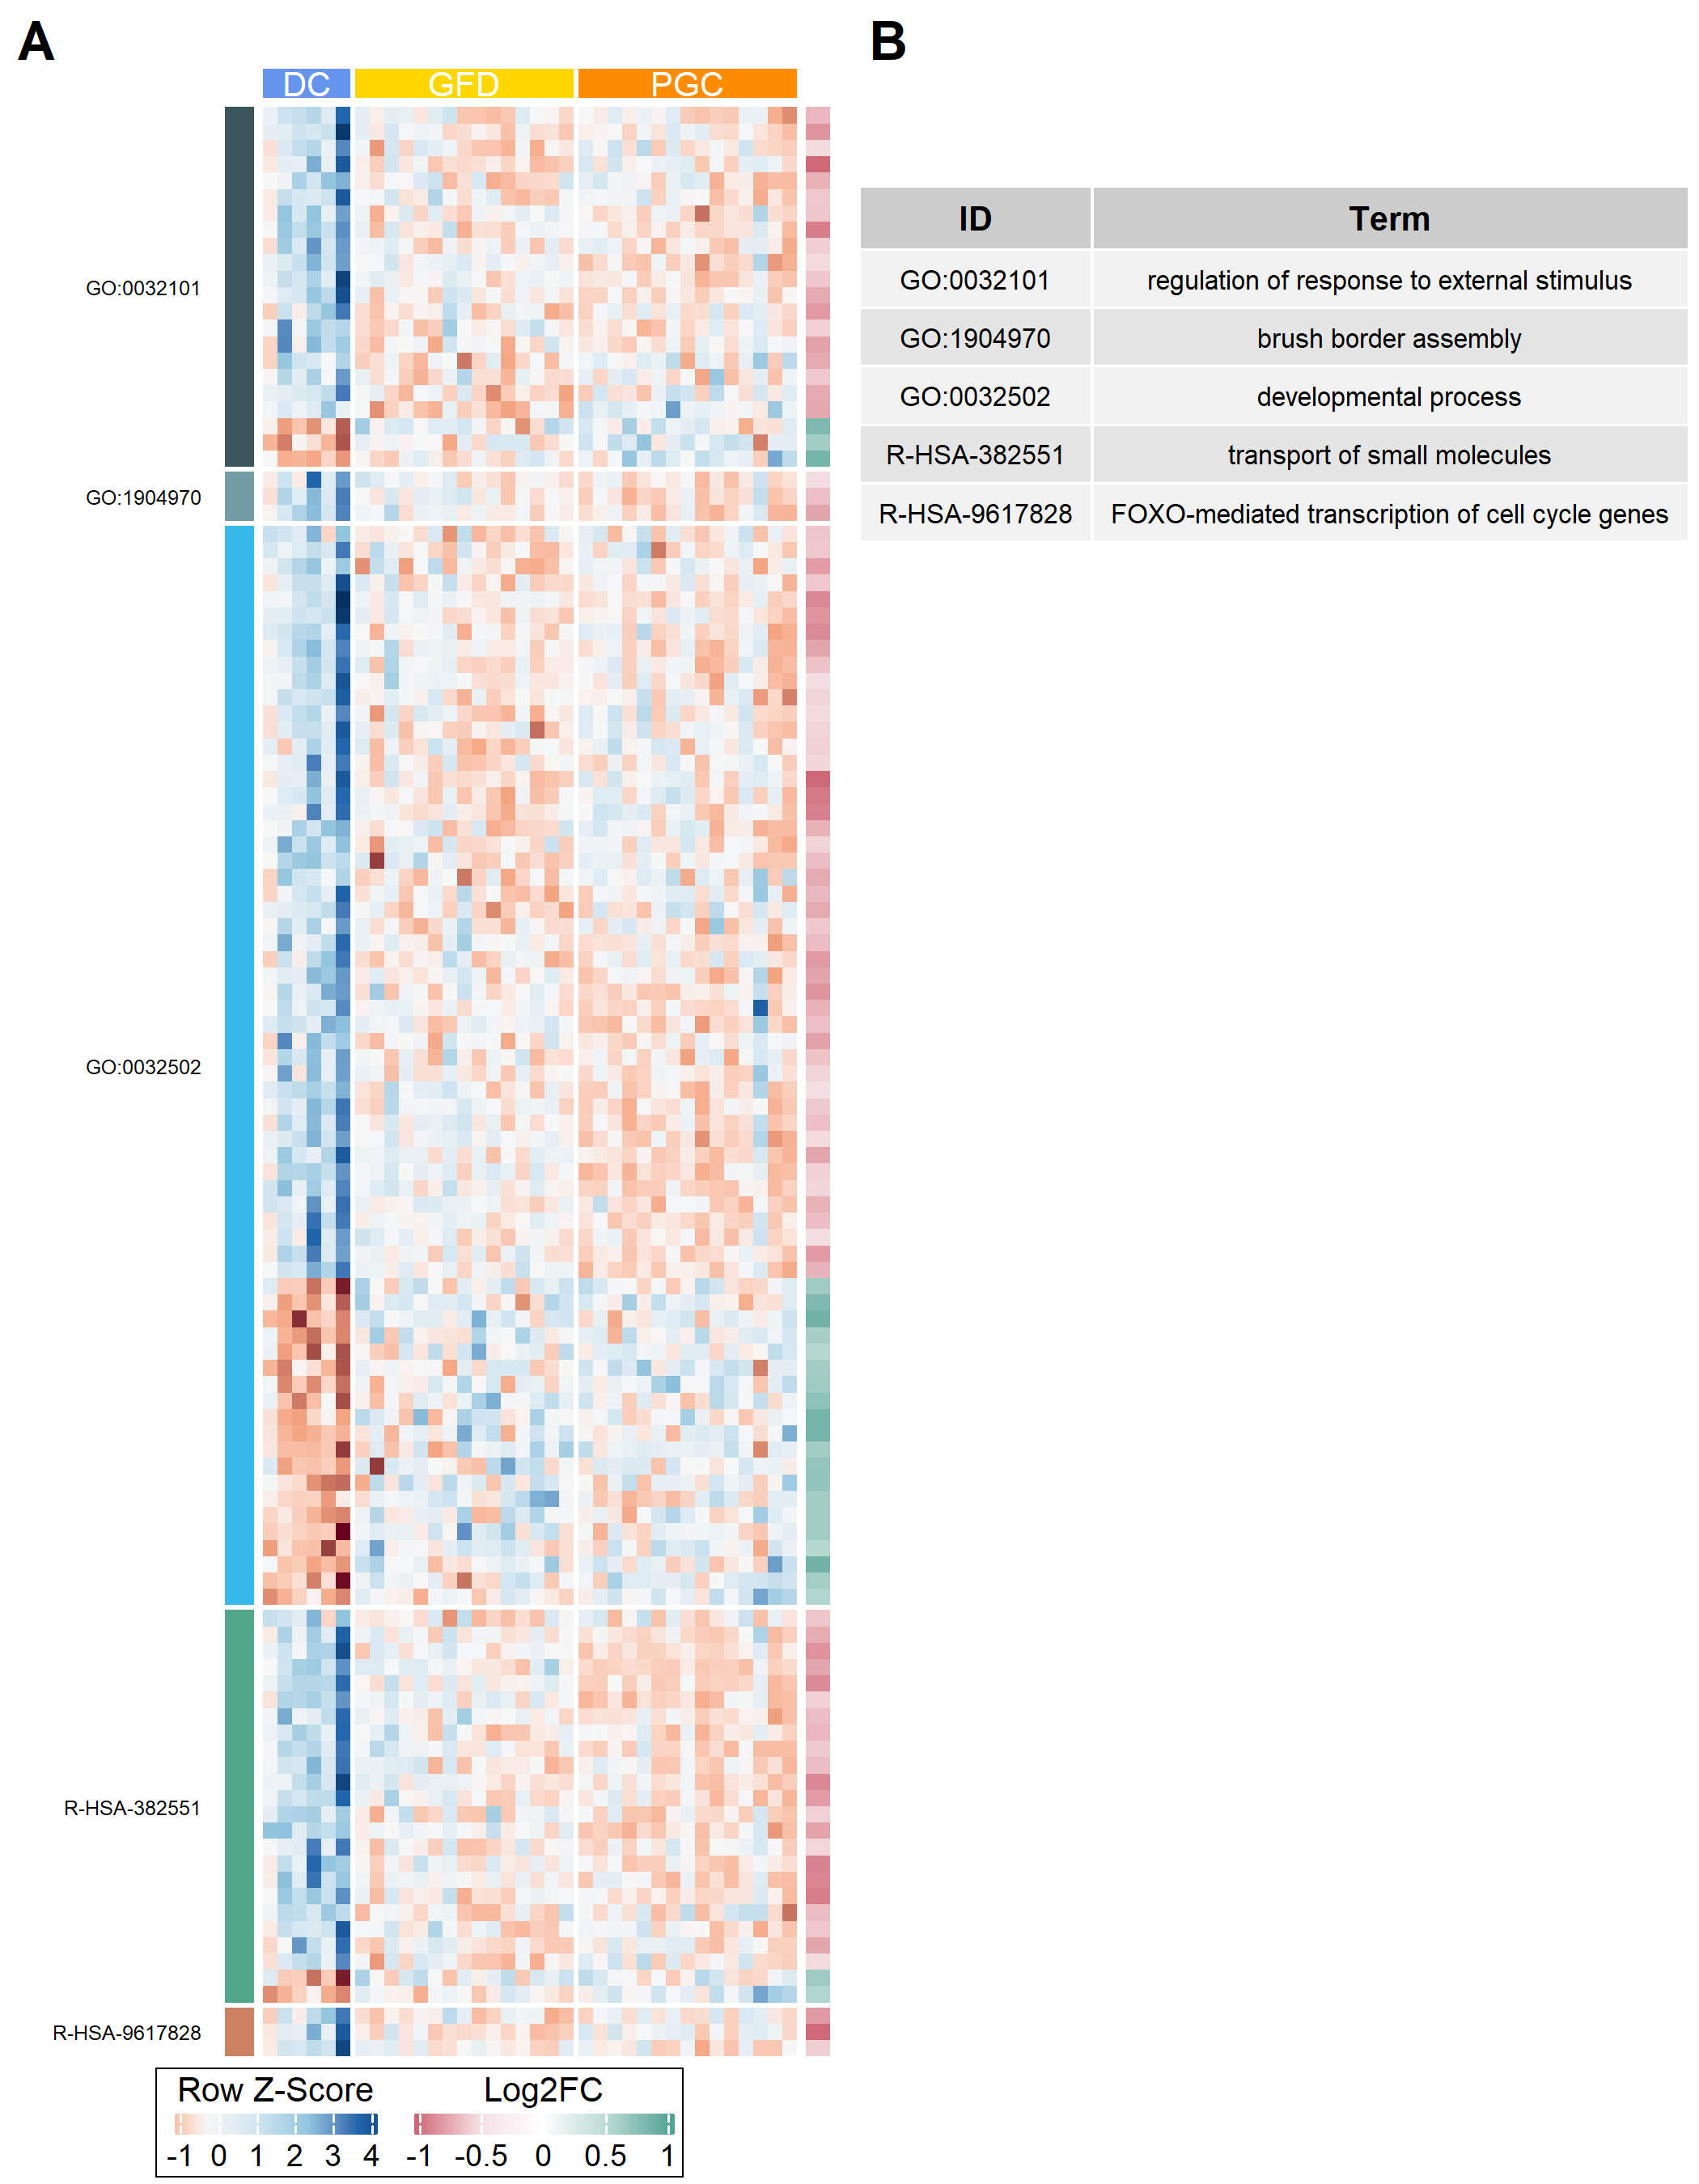 A
B
DC GFD PGC
GO:0032101
GO:1904970
GO:0032502
R-HSA-382551
R-HSA-9617828
Row Z-Score
-1 0 1 2 3 4
Log2FC
-1 -0.5 0 0.5 1
ID Term
GO:0032101 regulation of response to external stimulus
GO:1904970 brush border assembly
GO:0032502 developmental process
R-HSA-382551 transport of small molecules
R-HSA-9617828 FOXO-mediated transcription of cell cycle genes